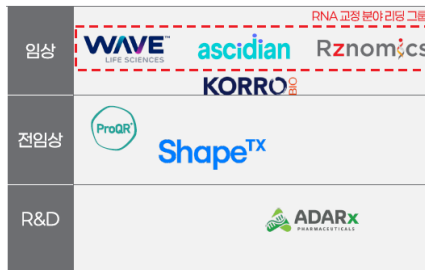 RNA 교정 분야 리딩 그룹
임상
WAVE™
LIFE SCIENCES
ascidian
Rznomics
KORRO BIO
전임상
ProQR®
ShapeTX
R&D
ADARx
PHARMACEUTICALS